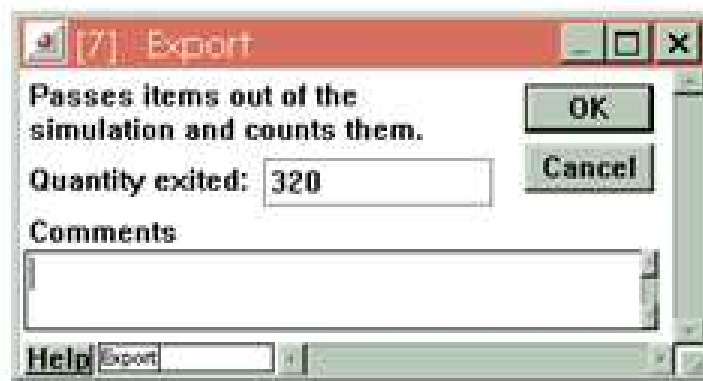 [7] Export
Passes items out of the
simulation and counts them.
OK
Quantity exited: 320
Cancel
Comments
Help Export